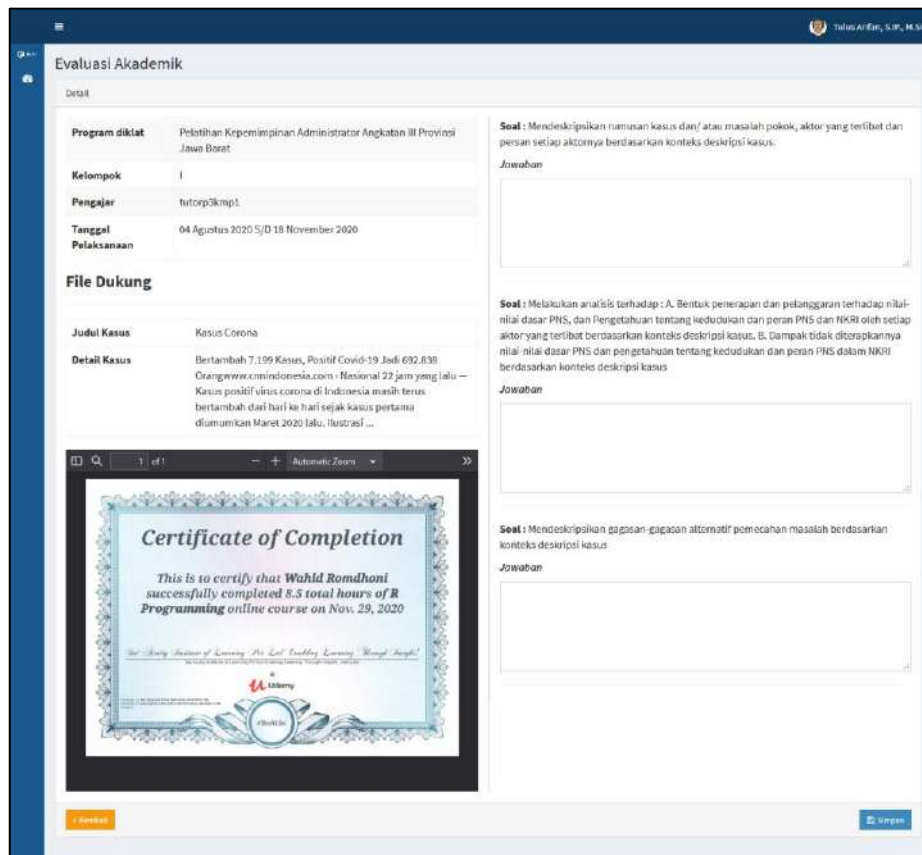 Tulus Arifan, S.IP., M.Si
Evaluasi Akademik
Detail
Program diklat
Pelatihan Kepemimpinan Administrator Angkatan III Provinsi
Jawa Barat
Kelompok
I
Pengajar
tutorp3kmp1
Tanggal
Pelaksanaan
04 Agustus 2020 S/D 18 November 2020
File Dukung
Judul Kasus
Kasus Corona
Detail Kasus
Bertambah 7.199 Kasus, Positif Covid-19 Jadi 692.838
Orangwww.cnnindonesia.com › Nasional 22 jam yang lalu —
Kasus positif virus corona di Indonesia masih terus
bertambah dari hari ke hari sejak kasus pertama
diumumkan Maret 2020 lalu. Ilustrasi ...
1 of 1
Automatic Zoom
Certificate of Completion
This is to certify that Wahid Romdhoni
successfully completed 8.5 total hours of R
Programming online course on Nov. 29, 2020
Udemy
Soal : Mendeskripsikan rumusan kasus dan/ atau masalah pokok, aktor yang terlibat dan
persan setiap aktornya berdasarkan konteks deskripsi kasus.
Jawaban
Soal : Melakukan analisis terhadap : A. Bentuk penerapan dan pelanggaran terhadap nilai-
nilai dasar PNS, dan Pengetahuan tentang kedudukan dan peran PNS dan NKRI oleh setiap
aktor yang terlibat berdasarkan konteks deskripsi kasus. B. Dampak tidak diterapkannya
nilai-nilai dasar PNS dan pengetahuan tentang kedudukan dan peran PNS dalam NKRI
berdasarkan konteks deskripsi kasus
Jawaban
Soal : Mendeskripsikan gagasan-gagasan alternatif pemecahan masalah berdasarkan
konteks deskripsi kasus
Jawaban
‹ Kembali
Simpan